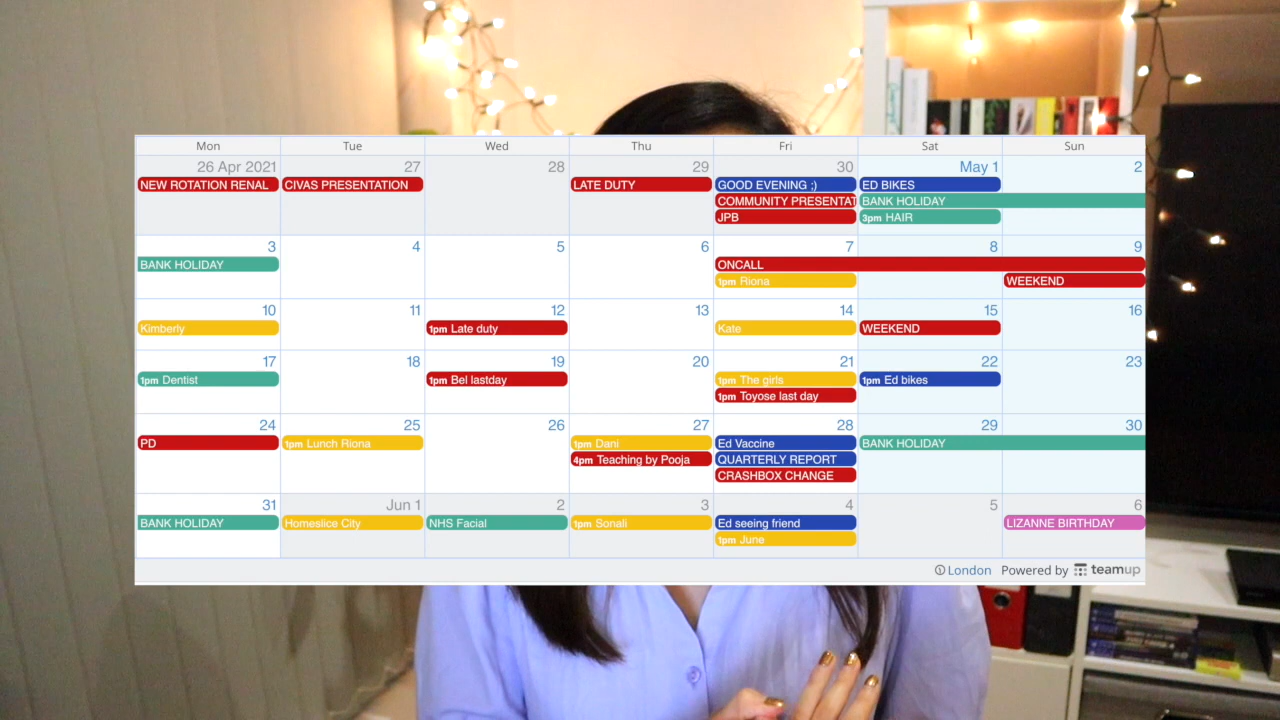 Mon Tue Wed Thu Fri Sat Sun
26 Apr 2021 27 28 29 30 May 1 2
NEW ROTATION RENAL CIVAS PRESENTATION LATE DUTY GOOD EVENING ;) ED BIKES
COMMUNITY PRESENTAT BANK HOLIDAY
JPB 3pm HAIR
3 4 5 6 7 8 9
BANK HOLIDAY ONCALL
1pm Riona WEEKEND
10 11 12 13 14 15 16
Kimberly 1pm Late duty Kate WEEKEND
17 18 19 20 21 22 23
1pm Dentist 1pm Bel lastday 1pm The girls 1pm Ed bikes
1pm Toyose last day
24 25 26 27 28 29 30
PD 1pm Lunch Riona 1pm Dani Ed Vaccine BANK HOLIDAY
4pm Teaching by Pooja QUARTERLY REPORT
CRASHBOX CHANGE
31 Jun 1 2 3 4 5 6
BANK HOLIDAY Homeslice City NHS Facial 1pm Sonali Ed seeing friend LIZANNE BIRTHDAY
1pm June
London Powered by teamup